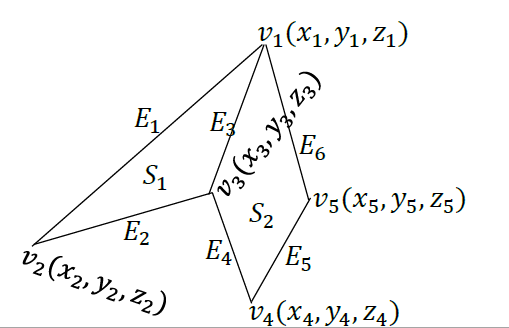 v₁(x₁, y₁, z₁)
E₁
E₃
v₃(x₃, y₃, z₃)
E₆
S₁
v₅(x₅, y₅, z₅)
S₂
E₂
E₄
E₅
v₂(x₂, y₂, z₂)
v₄(x₄, y₄, z₄)